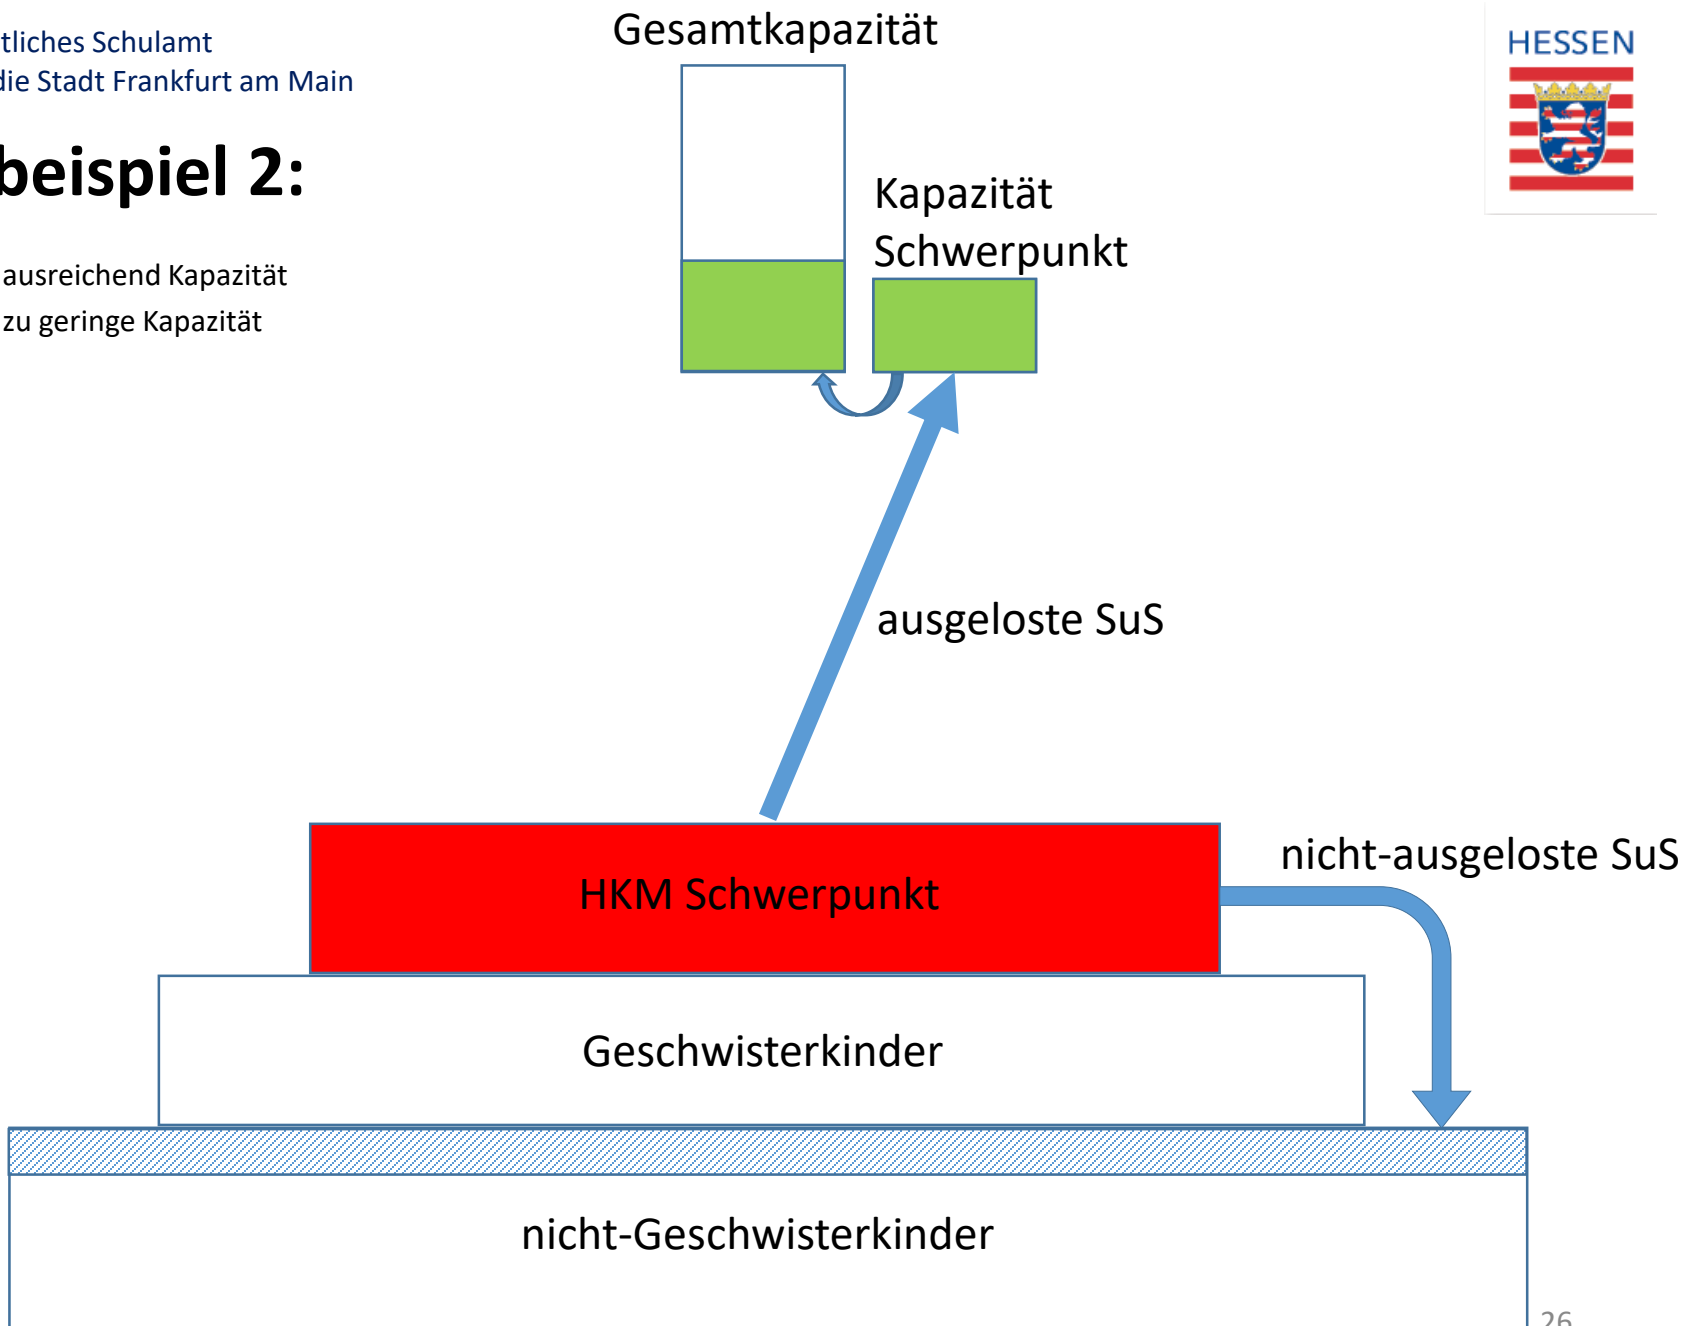 tliches Schulamt
die Stadt Frankfurt am Main
beispiel 2:
ausreichend Kapazität
zu geringe Kapazität
Gesamtkapazität
HESSEN
Kapazität
Schwerpunkt
ausgeloste SuS
nicht-ausgeloste SuS
HKM Schwerpunkt
Geschwisterkinder
nicht-Geschwisterkinder
26